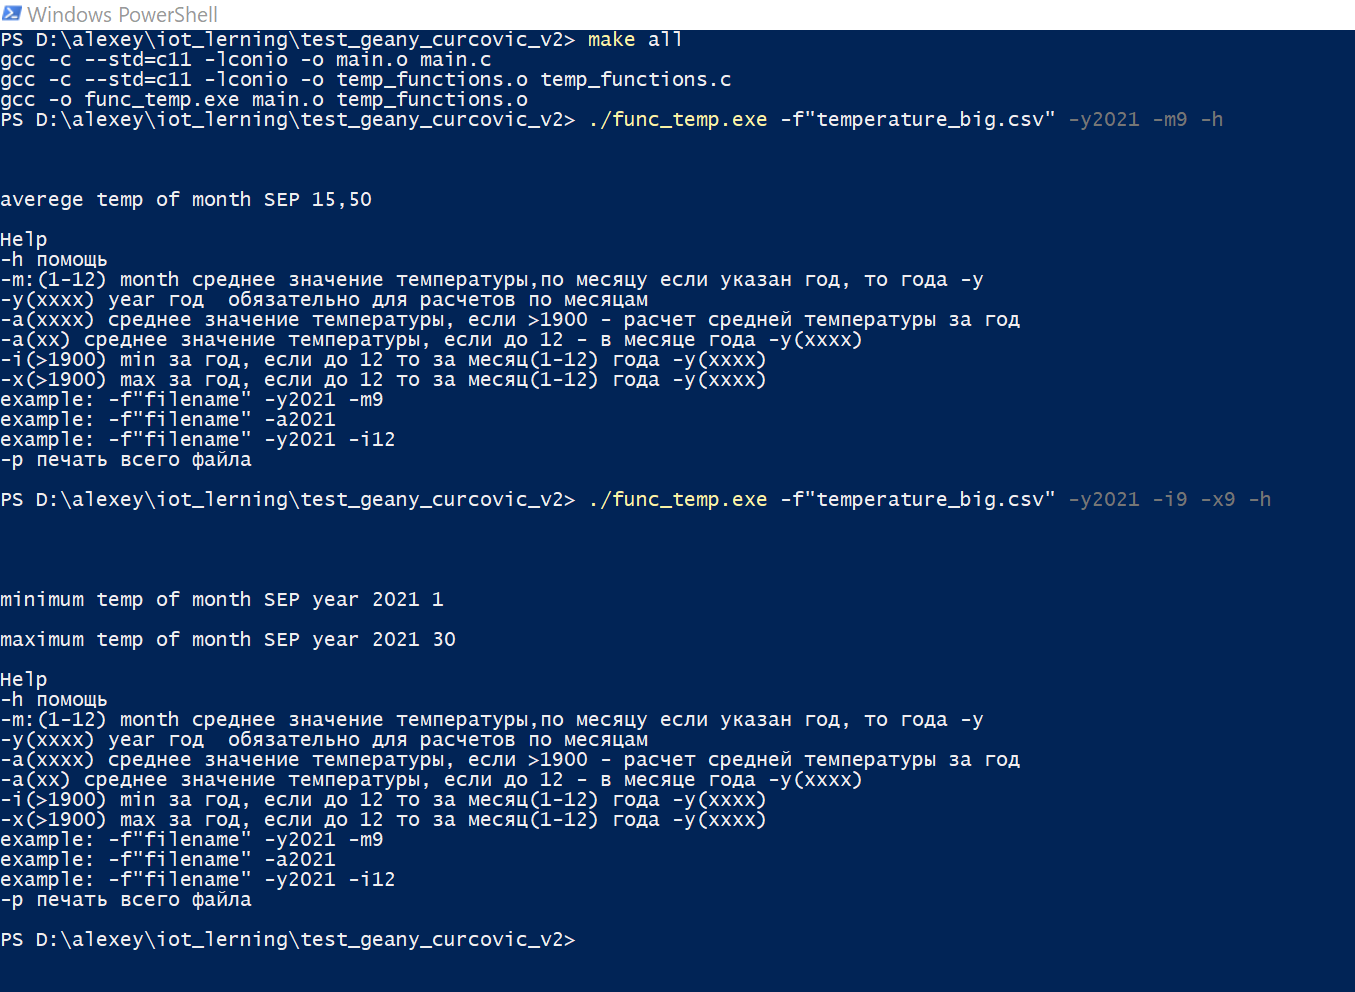 Windows PowerShell
PS D:\alexey\iot_lerning\test_geany_curcovic_v2> make all
gcc -c --std=c11 -lconio -o main.o main.c
gcc -c --std=c11 -lconio -o temp_functions.o temp_functions.c
gcc -o func_temp.exe main.o temp_functions.o
PS D:\alexey\iot_lerning\test_geany_curcovic_v2> ./func_temp.exe -f"temperature_big.csv" -y2021 -m9 -h
averege temp of month SEP 15,50
Help
-h помощь
-m:(1-12) month среднее значение температуры,по месяцу если указан год, то года -y
-y(xxxx) year год  обязательно для расчетов по месяцам
-a(xxxx) среднее значение температуры, если >1900 - расчет средней температуры за год
-a(xx) среднее значение температуры, если до 12 - в месяце года -y(xxxx)
-i(>1900) min за год, если до 12 то за месяц(1-12) года -y(xxxx)
-x(>1900) max за год, если до 12 то за месяц(1-12) года -y(xxxx)
example: -f"filename" -y2021 -m9
example: -f"filename" -a2021
example: -f"filename" -y2021 -i12
-p печать всего файла
PS D:\alexey\iot_lerning\test_geany_curcovic_v2> ./func_temp.exe -f"temperature_big.csv" -y2021 -i9 -x9 -h
minimum temp of month SEP year 2021 1
maximum temp of month SEP year 2021 30
Help
-h помощь
-m:(1-12) month среднее значение температуры,по месяцу если указан год, то года -y
-y(xxxx) year год  обязательно для расчетов по месяцам
-a(xxxx) среднее значение температуры, если >1900 - расчет средней температуры за год
-a(xx) среднее значение температуры, если до 12 - в месяце года -y(xxxx)
-i(>1900) min за год, если до 12 то за месяц(1-12) года -y(xxxx)
-x(>1900) max за год, если до 12 то за месяц(1-12) года -y(xxxx)
example: -f"filename" -y2021 -m9
example: -f"filename" -a2021
example: -f"filename" -y2021 -i12
-p печать всего файла
PS D:\alexey\iot_lerning\test_geany_curcovic_v2>